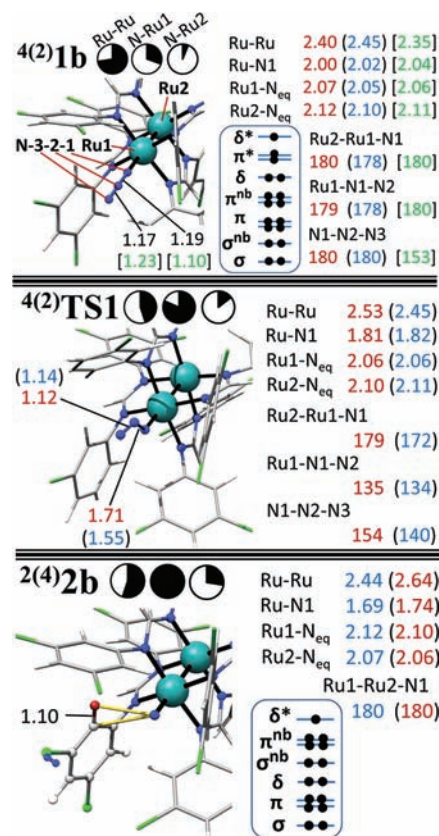 4(2)1b
Ru-Ru N-Ru1 N-Ru2
Ru2
N-3-2-1 Ru1
1.17 1.19
[1.23] [1.10]
Ru-Ru 2.40 (2.45) [2.35]
Ru-N1 2.00 (2.02) [2.04]
Ru1-Neq 2.07 (2.05) [2.06]
Ru2-Neq 2.12 (2.10) [2.11]
δ*
π*
δ
πnb
π
σnb
σ
Ru2-Ru1-N1
180 (178) [180]
Ru1-N1-N2
179 (178) [180]
N1-N2-N3
180 (180) [153]
4(2)TS1
(1.14)
1.12
1.71
(1.55)
Ru-Ru 2.53 (2.45)
Ru-N1 1.81 (1.82)
Ru1-Neq 2.06 (2.06)
Ru2-Neq 2.10 (2.11)
Ru2-Ru1-N1
179 (172)
Ru1-N1-N2
135 (134)
N1-N2-N3
154 (140)
2(4)2b
1.10
Ru-Ru 2.44 (2.64)
Ru-N1 1.69 (1.74)
Ru1-Neq 2.12 (2.10)
Ru2-Neq 2.07 (2.06)
Ru1-Ru2-N1
180 (180)
δ*
πnb
σnb
δ
π
σ